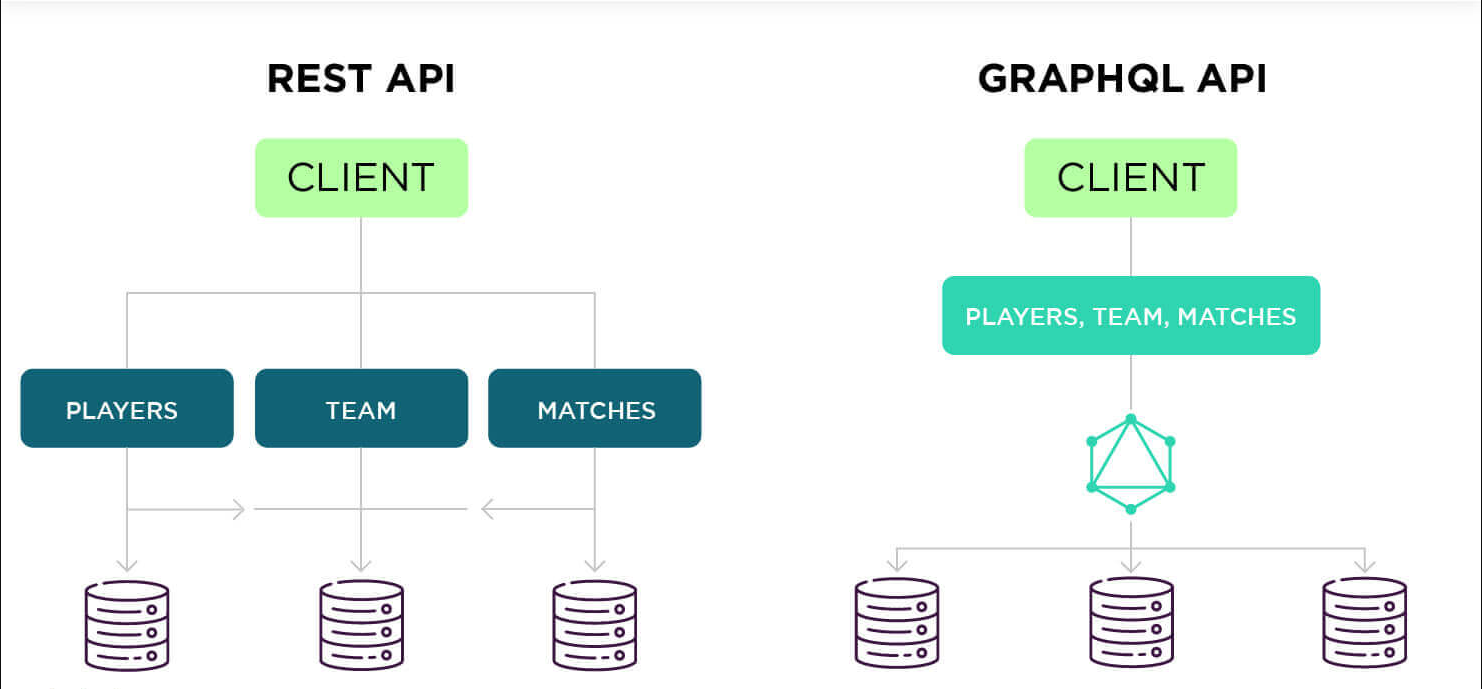 REST API
CLIENT
PLAYERS
TEAM
MATCHES
GRAPHQL API
CLIENT
PLAYERS, TEAM, MATCHES